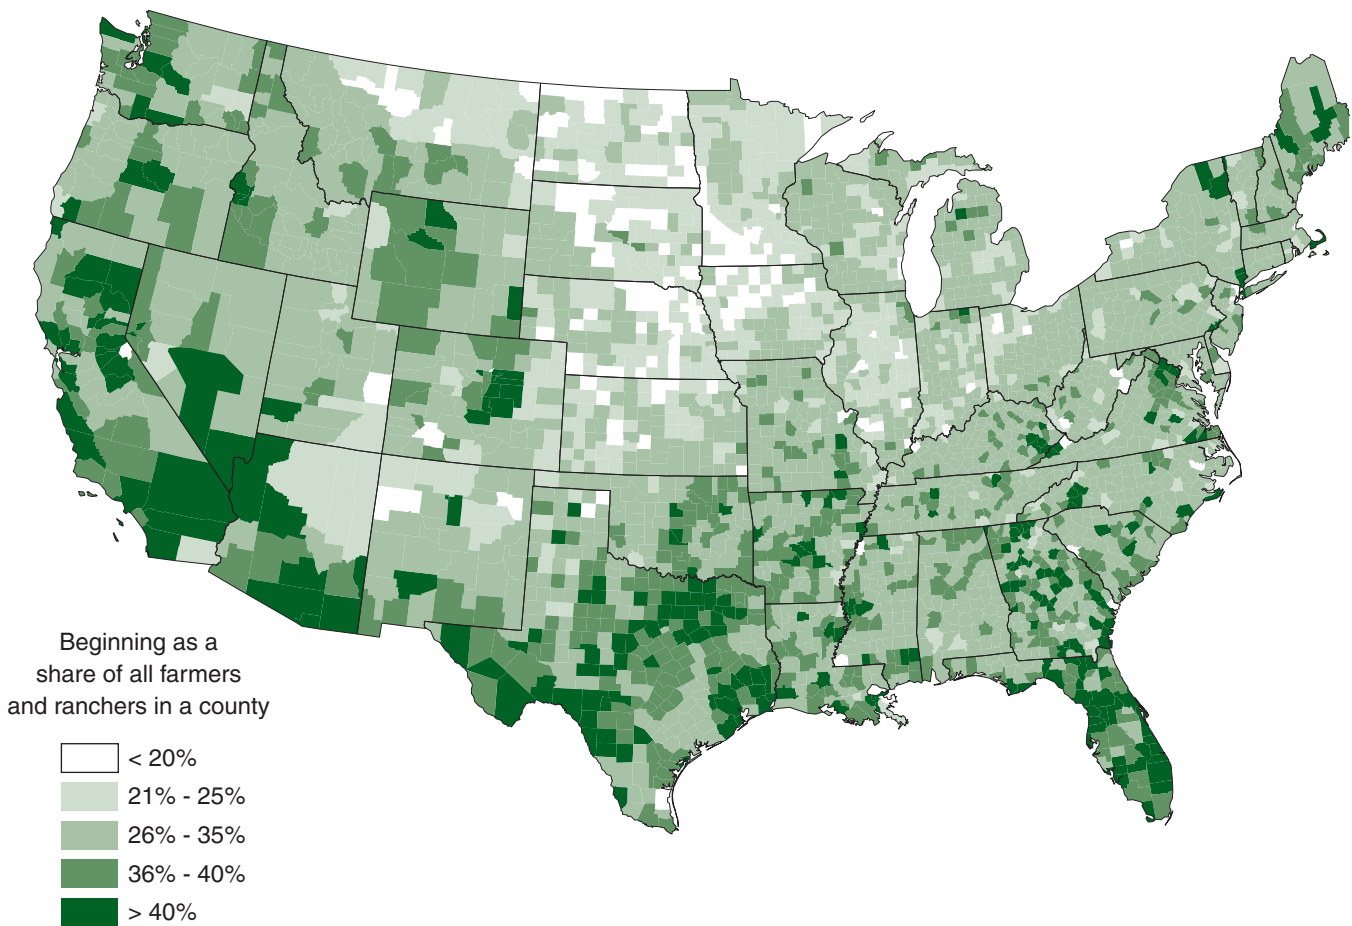 Beginning as a
share of all farmers
and ranchers in a county
< 20%
21% - 25%
26% - 35%
36% - 40%
> 40%